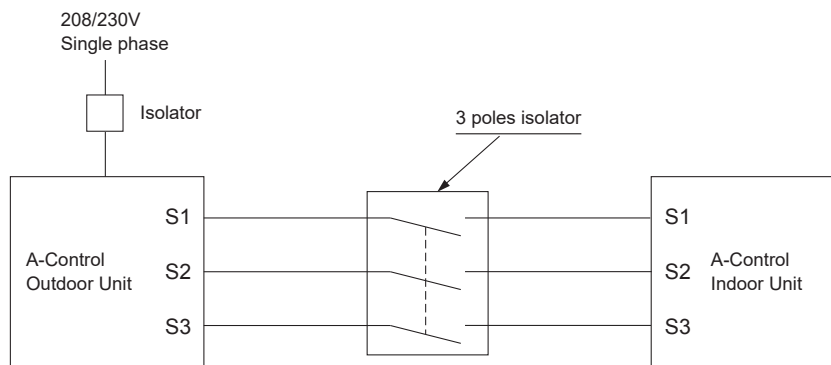 208/230V
Single phase
Isolator
3 poles isolator
A-Control
Outdoor Unit
S1
S2
S3
S1
S2
S3
A-Control
Indoor Unit